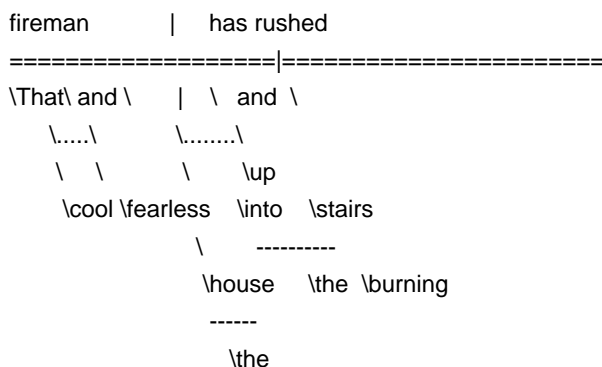 fireman | has rushed
===================|=======================
\That\ and \ | \ and \
\.....\ \........\
\ \ \ \up
\cool \fearless \into \stairs
\ ----------
\house \the \burning
------
\the